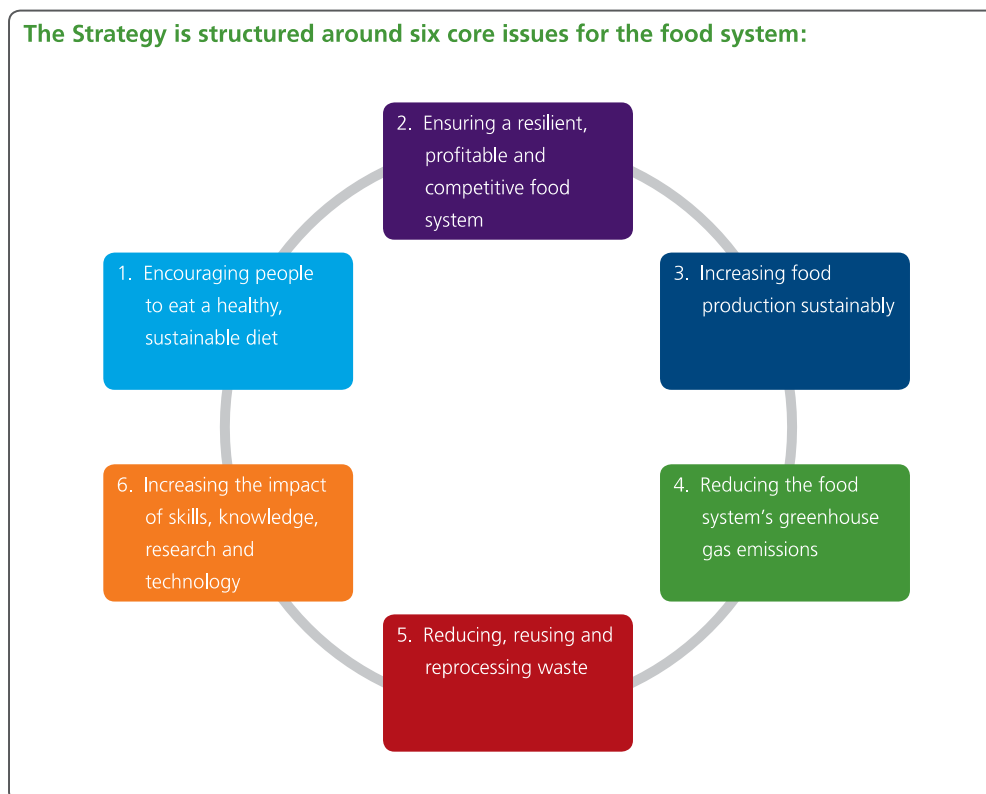 The Strategy is structured around six core issues for the food system:
2. Ensuring a resilient,
profitable and
competitive food
system
1. Encouraging people
to eat a healthy,
sustainable diet
3. Increasing food
production sustainably
6. Increasing the impact
of skills, knowledge,
research and
technology
4. Reducing the food
system’s greenhouse
gas emissions
5. Reducing, reusing and
reprocessing waste